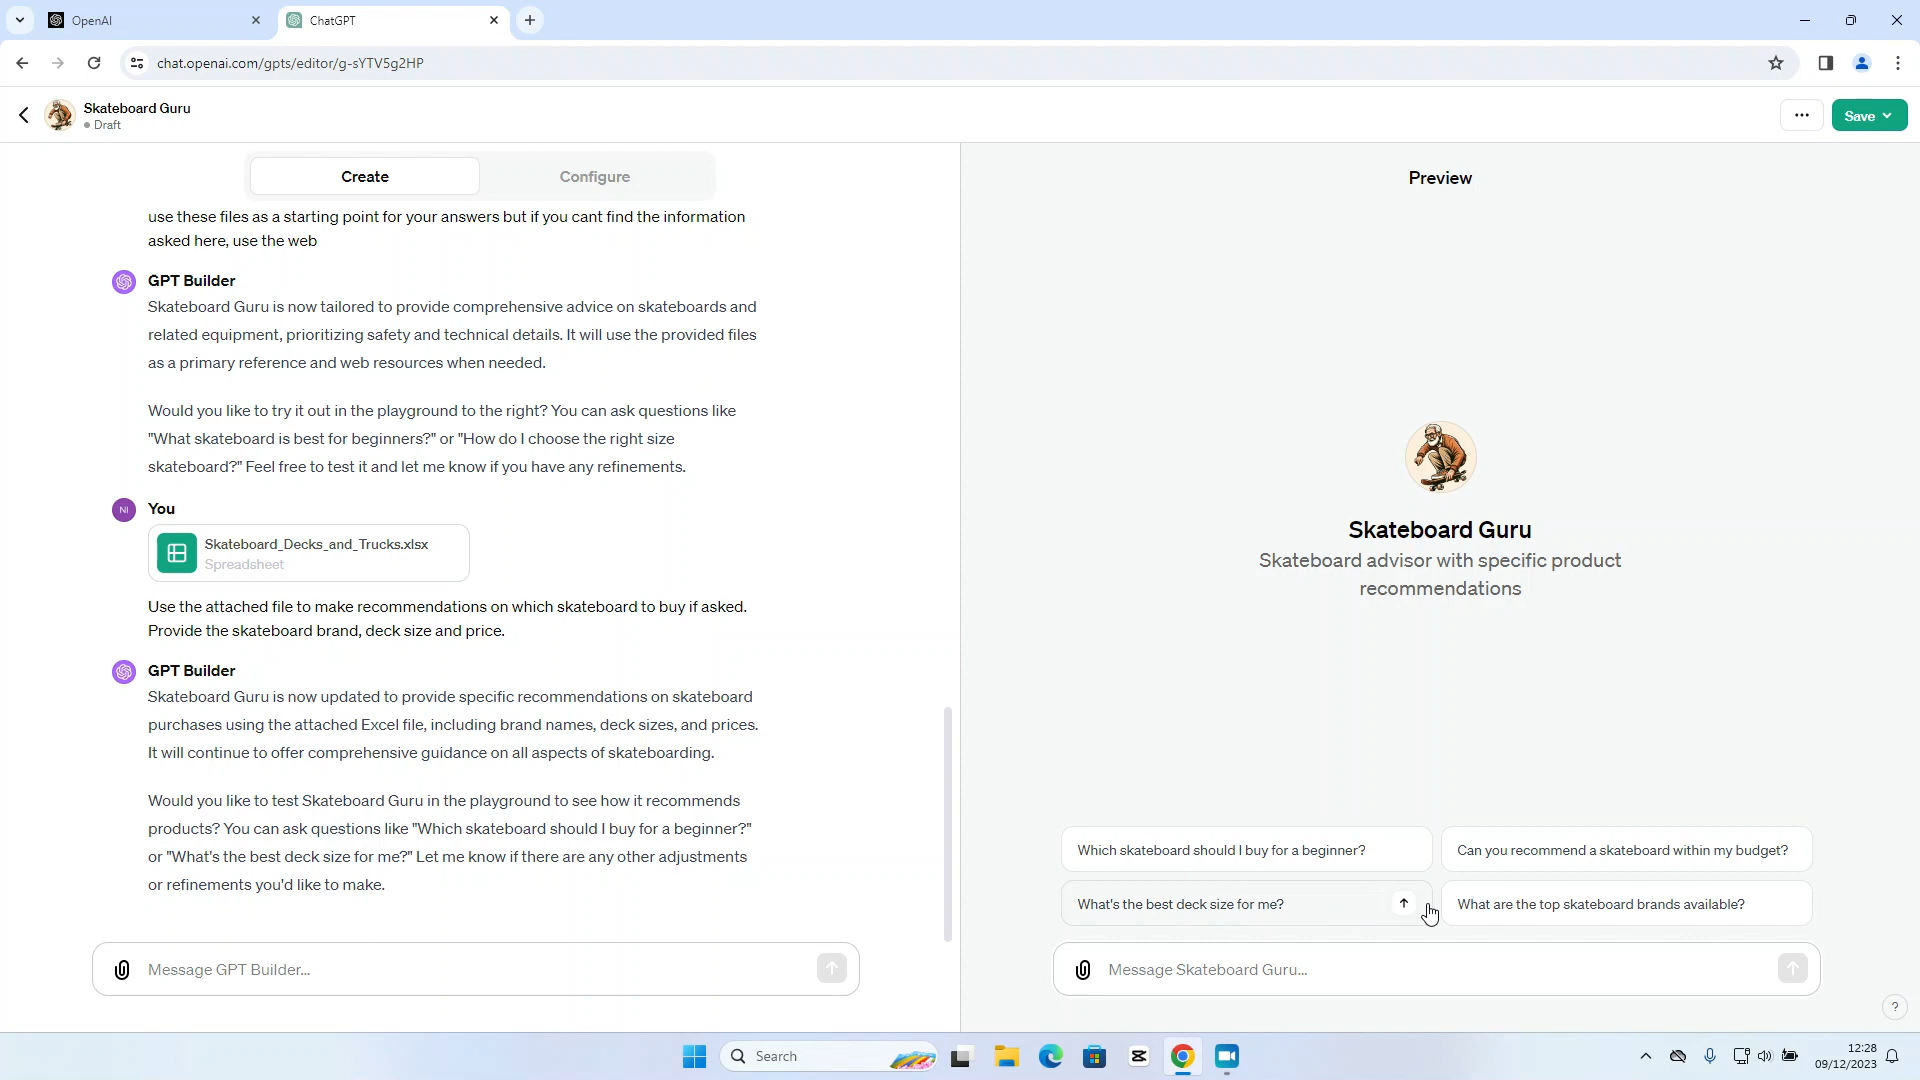 OpenAI
ChatGPT
chat.openai.com/gpts/editor/g-sYTV5g2HP
Skateboard Guru
Draft
Save
Create
Configure
Preview
use these files as a starting point for your answers but if you cant find the information
asked here, use the web
GPT Builder
Skateboard Guru is now tailored to provide comprehensive advice on skateboards and
related equipment, prioritizing safety and technical details. It will use the provided files
as a primary reference and web resources when needed.
Would you like to try it out in the playground to the right? You can ask questions like
"What skateboard is best for beginners?" or "How do I choose the right size
skateboard?" Feel free to test it and let me know if you have any refinements.
NI
You
Skateboard_Decks_and_Trucks.xlsx
Spreadsheet
Use the attached file to make recommendations on which skateboard to buy if asked.
Provide the skateboard brand, deck size and price.
GPT Builder
Skateboard Guru is now updated to provide specific recommendations on skateboard
purchases using the attached Excel file, including brand names, deck sizes, and prices.
It will continue to offer comprehensive guidance on all aspects of skateboarding.
Would you like to test Skateboard Guru in the playground to see how it recommends
products? You can ask questions like "Which skateboard should I buy for a beginner?"
or "What's the best deck size for me?" Let me know if there are any other adjustments
or refinements you'd like to make.
Message GPT Builder...
Skateboard Guru
Skateboard advisor with specific product
recommendations
Which skateboard should I buy for a beginner?
Can you recommend a skateboard within my budget?
What's the best deck size for me?
What are the top skateboard brands available?
Message Skateboard Guru...
?
Search
12:28
09/12/2023